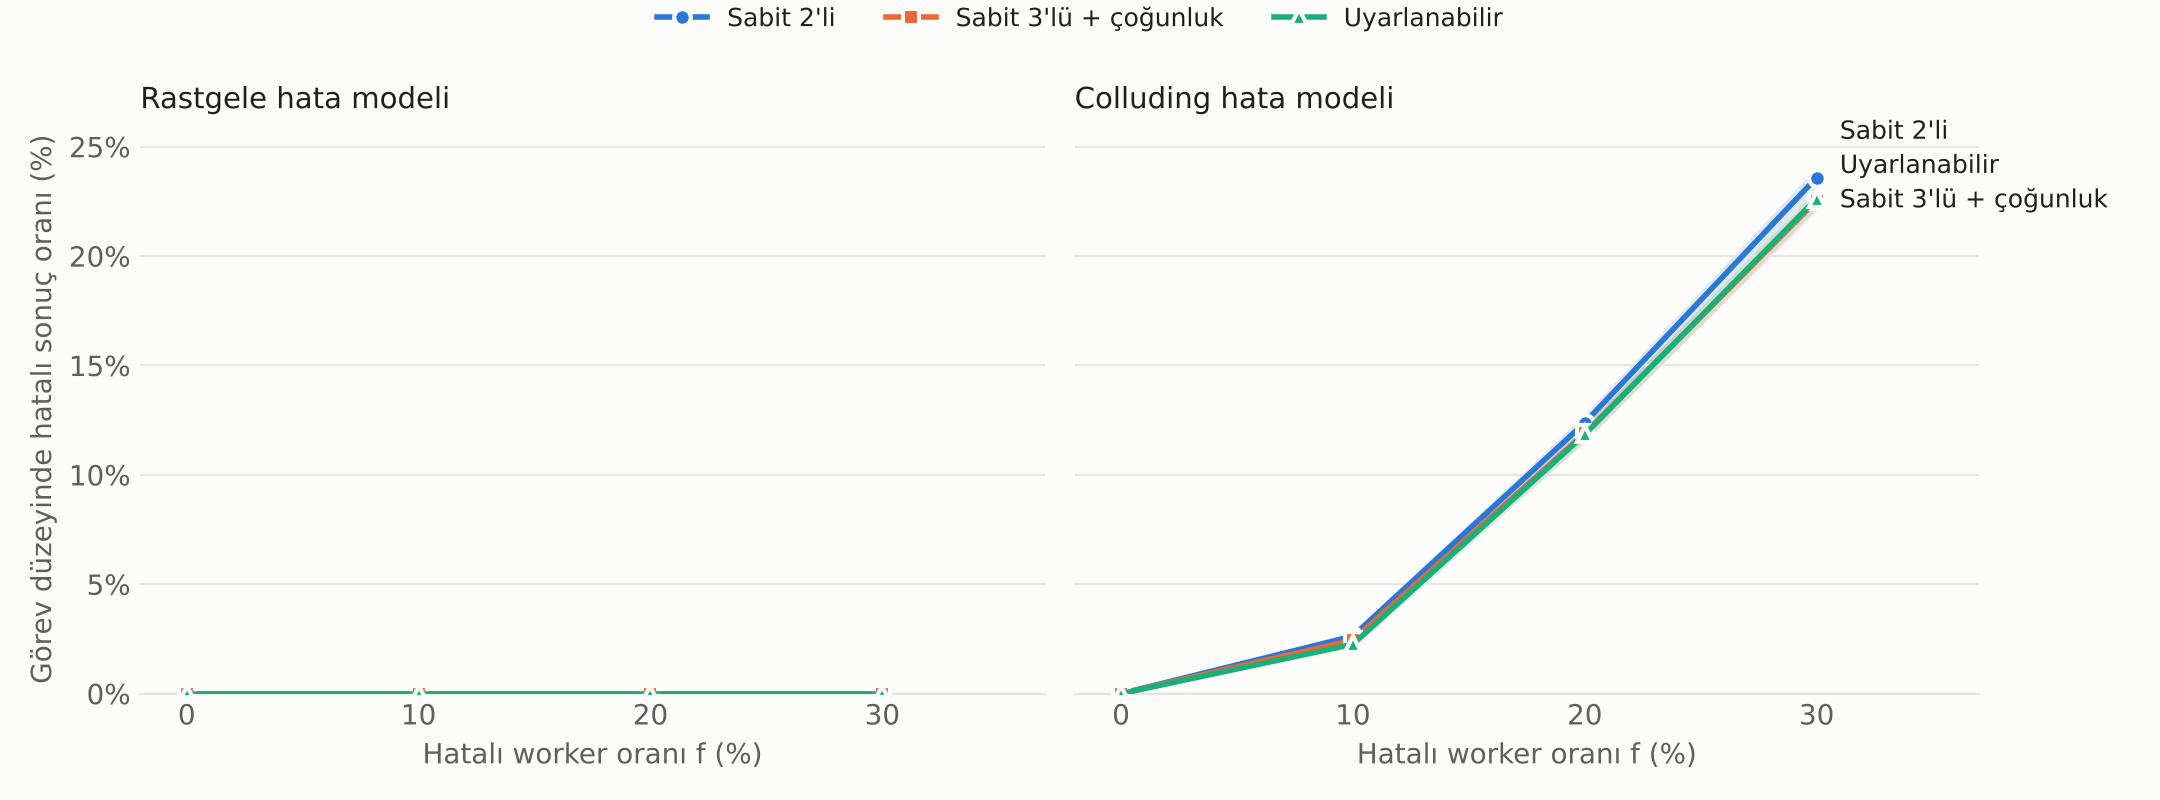 Sabit 2'li Sabit 3'lü + çoğunluk Uyarlanabilir
Rastgele hata modeli
Görev düzeyinde hatalı sonuç oranı (%)
25%
20%
15%
10%
5%
0%
0 10 20 30
Hatalı worker oranı f (%)
Colluding hata modeli
Sabit 2'li
Uyarlanabilir
Sabit 3'lü + çoğunluk
0 10 20 30
Hatalı worker oranı f (%)